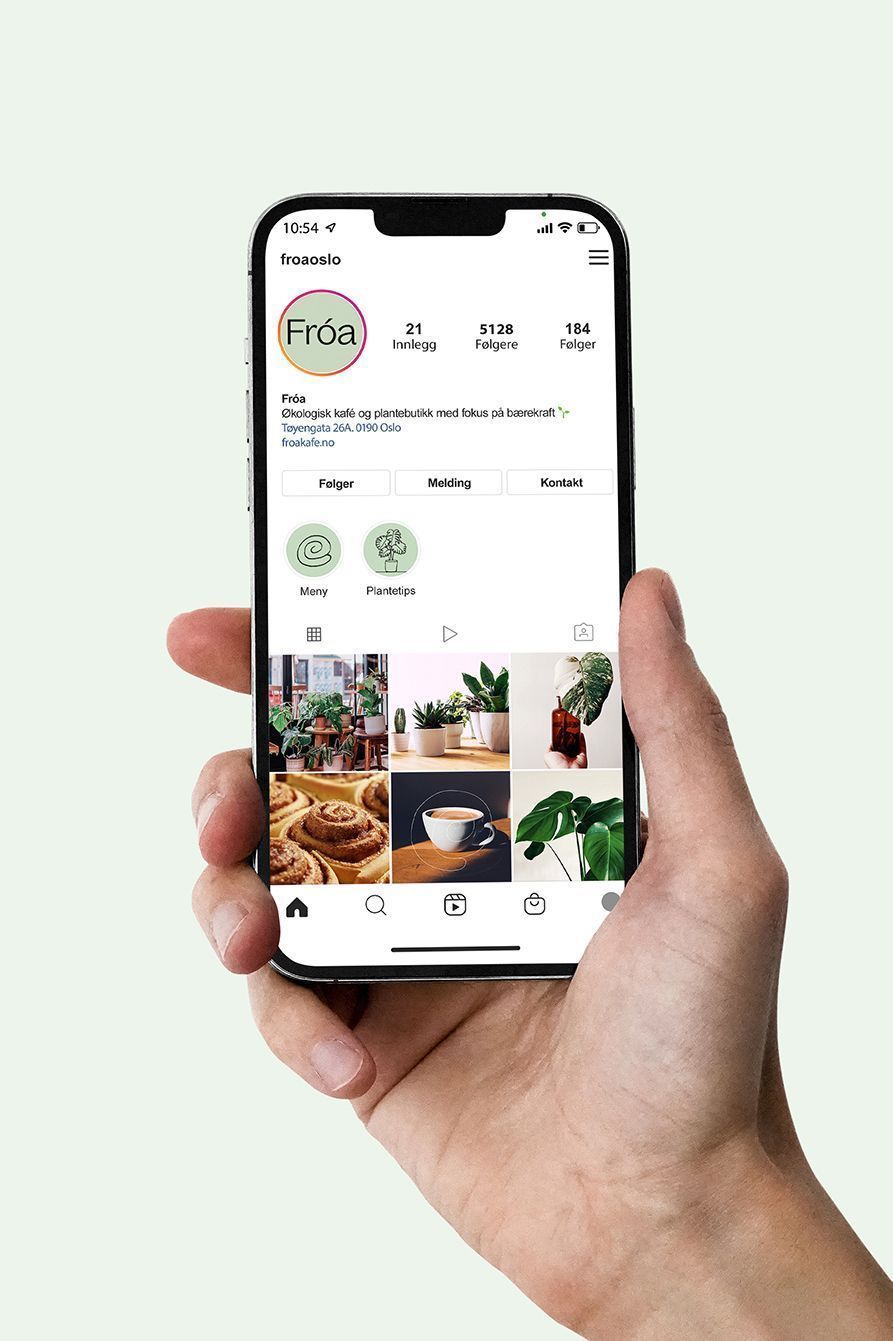 10:54
froaoslo
Fróa
21 5128 184
Innlegg Følgere Følger
Fróa
Økologisk kafé og plantebutikk med fokus på bærekraft
Tøyengata 26A. 0190 Oslo
froakafe.no
Følger Melding Kontakt
Meny Plantetips